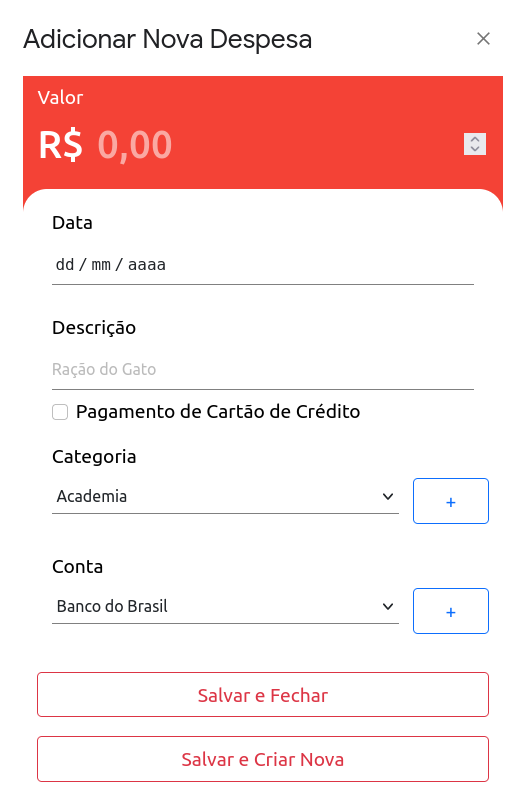 Adicionar Nova Despesa
Valor
R$ 0,00
Data
dd / mm / aaaa
Descrição
Ração do Gato
Pagamento de Cartão de Crédito
Categoria
Academia
+
Conta
Banco do Brasil
+
Salvar e Fechar
Salvar e Criar Nova